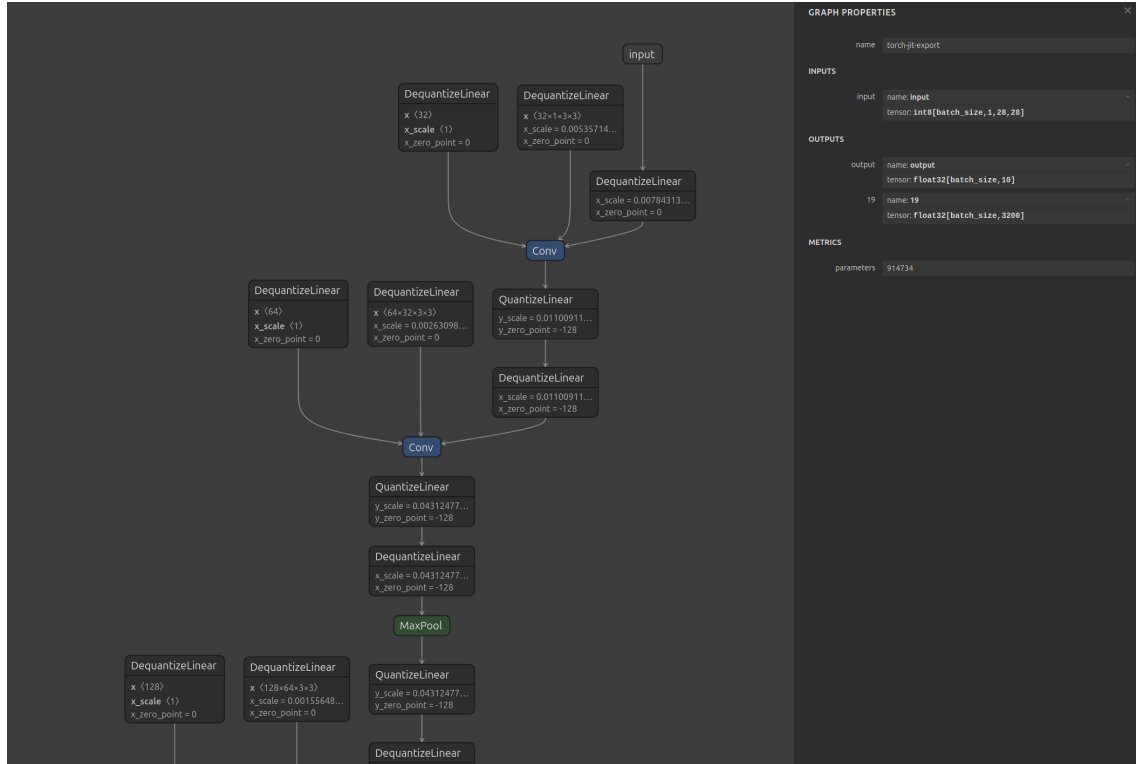 input
DequantizeLinear
x 〈32〉
x_scale 〈1〉
x_zero_point = 0
DequantizeLinear
x 〈32×1×3×3〉
x_scale = 0.00535714…
x_zero_point = 0
DequantizeLinear
x_scale = 0.00784313…
x_zero_point = 0
Conv
DequantizeLinear
x 〈64〉
x_scale 〈1〉
x_zero_point = 0
DequantizeLinear
x 〈64×32×3×3〉
x_scale = 0.00263098…
x_zero_point = 0
QuantizeLinear
y_scale = 0.01100911…
y_zero_point = -128
DequantizeLinear
x_scale = 0.01100911…
x_zero_point = -128
Conv
QuantizeLinear
y_scale = 0.04312477…
y_zero_point = -128
DequantizeLinear
x_scale = 0.04312477…
x_zero_point = -128
MaxPool
DequantizeLinear
x 〈128〉
x_scale 〈1〉
x_zero_point = 0
DequantizeLinear
x 〈128×64×3×3〉
x_scale = 0.00155648…
x_zero_point = 0
QuantizeLinear
y_scale = 0.04312477…
y_zero_point = -128
DequantizeLinear
GRAPH PROPERTIES
name torch-jit-export
INPUTS
input name: input -
tensor: int8[batch_size,1,28,28]
OUTPUTS
output name: output -
tensor: float32[batch_size,10]
19 name: 19 -
tensor: float32[batch_size,3200]
METRICS
parameters 914734